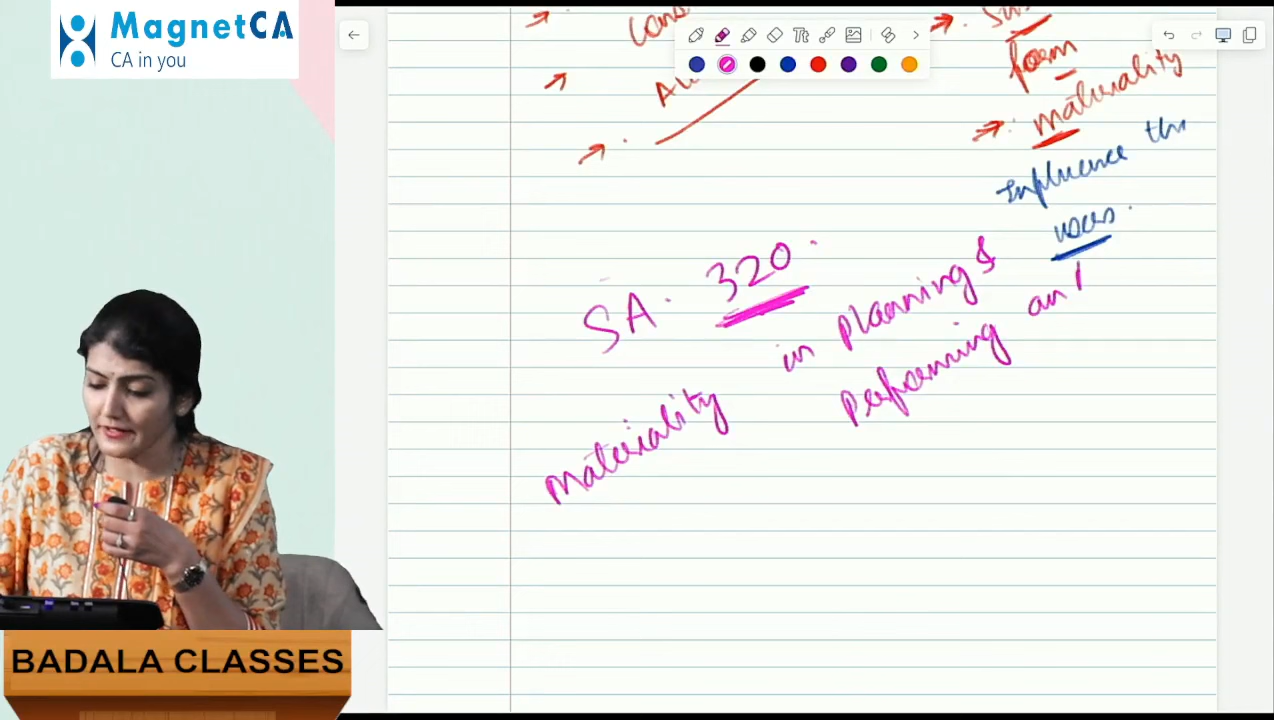 MagnetCA
CA in you
form
→ materiality
Influence the
users.
SA. 320.
Materiality in Planning &
Performing an
BADALA CLASSES